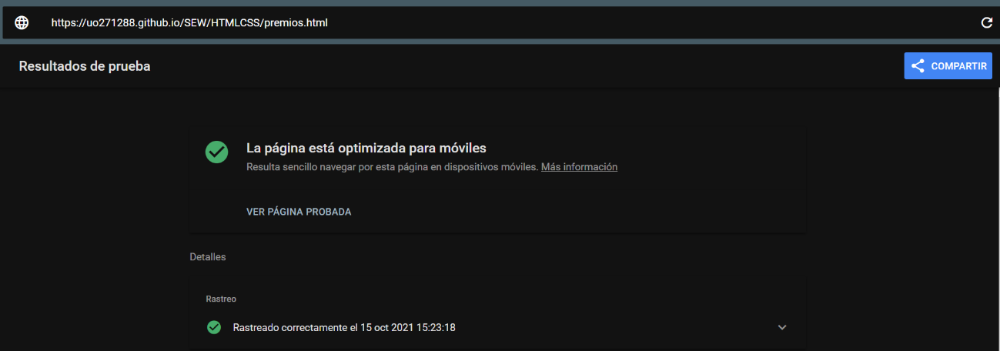 https://uo271288.github.io/SEW/HTMLCSS/premios.html
Resultados de prueba
COMPARTIR
La página está optimizada para móviles
Resulta sencillo navegar por esta página en dispositivos móviles. Más información
VER PÁGINA PROBADA
Detalles
Rastreo
Rastreado correctamente el 15 oct 2021 15:23:18